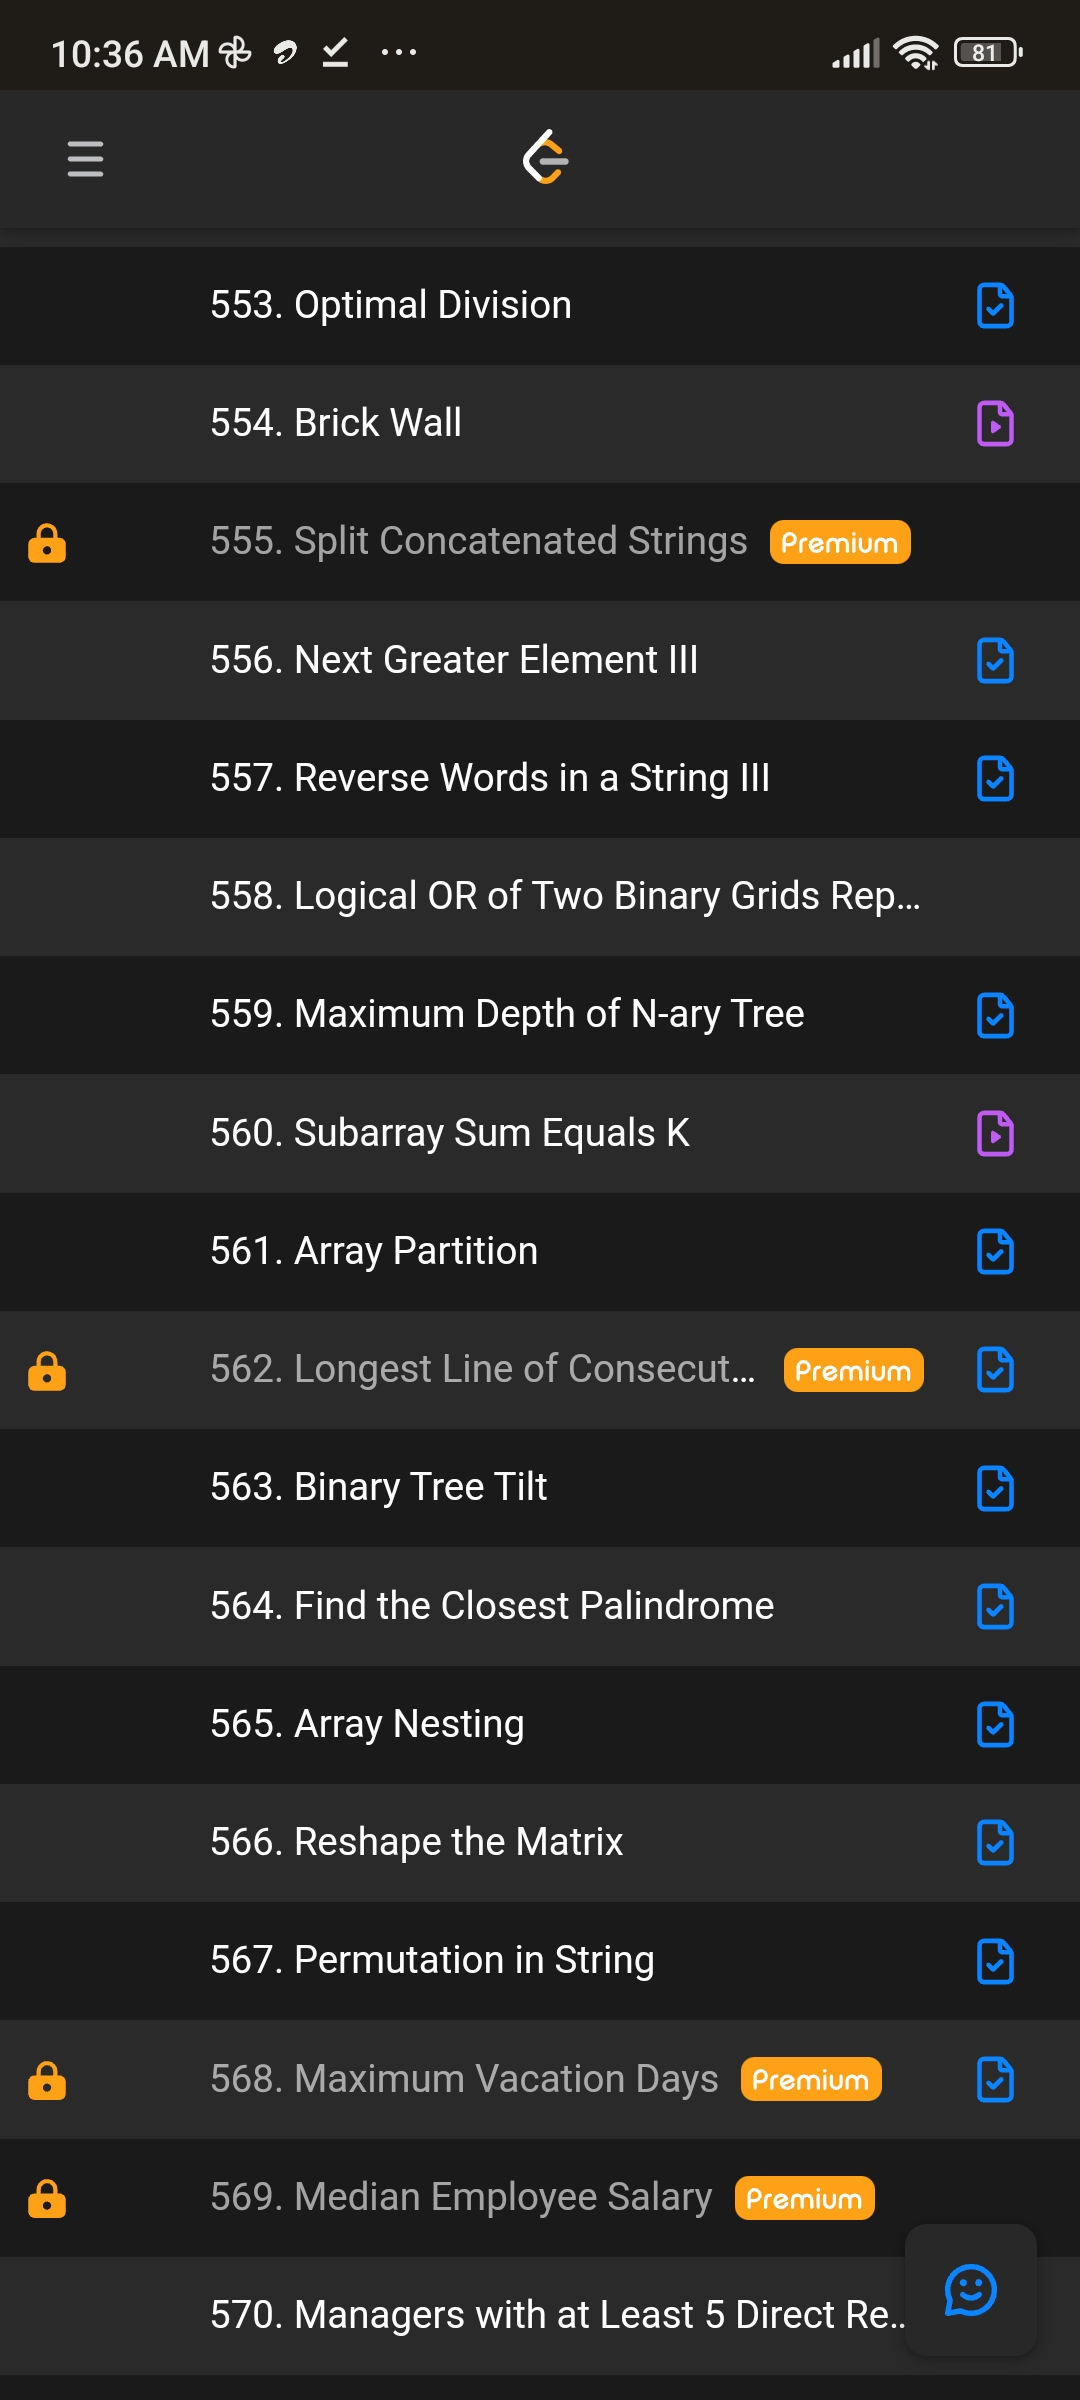 10:36 AM 81
553. Optimal Division
554. Brick Wall
555. Split Concatenated Strings Premium
556. Next Greater Element III
557. Reverse Words in a String III
558. Logical OR of Two Binary Grids Rep...
559. Maximum Depth of N-ary Tree
560. Subarray Sum Equals K
561. Array Partition
562. Longest Line of Consecut... Premium
563. Binary Tree Tilt
564. Find the Closest Palindrome
565. Array Nesting
566. Reshape the Matrix
567. Permutation in String
568. Maximum Vacation Days Premium
569. Median Employee Salary Premium
570. Managers with at Least 5 Direct Re...